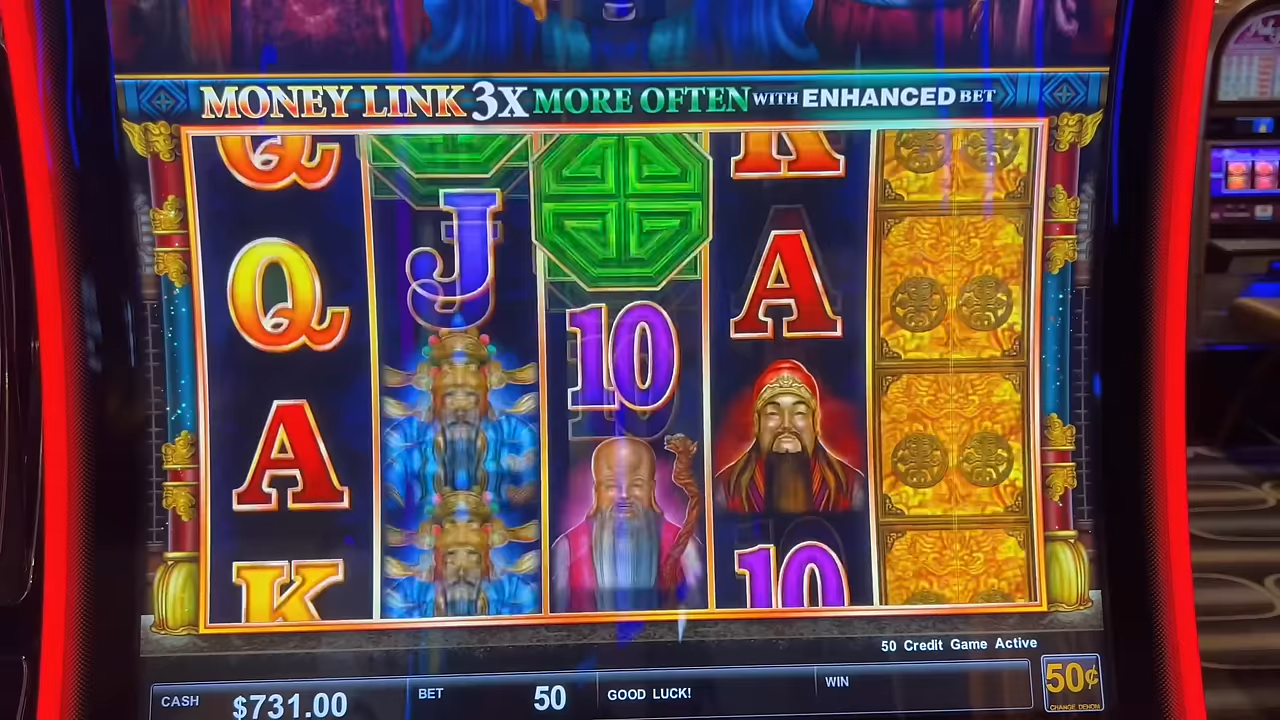 MONEY LINK 3X MORE OFTEN WITH ENHANCED BET
Q
K
J
Q
10
A
A
K
10
50 Credit Game Active
CASH $731.00
BET 50
GOOD LUCK!
WIN
50¢
CHANGE DENOM